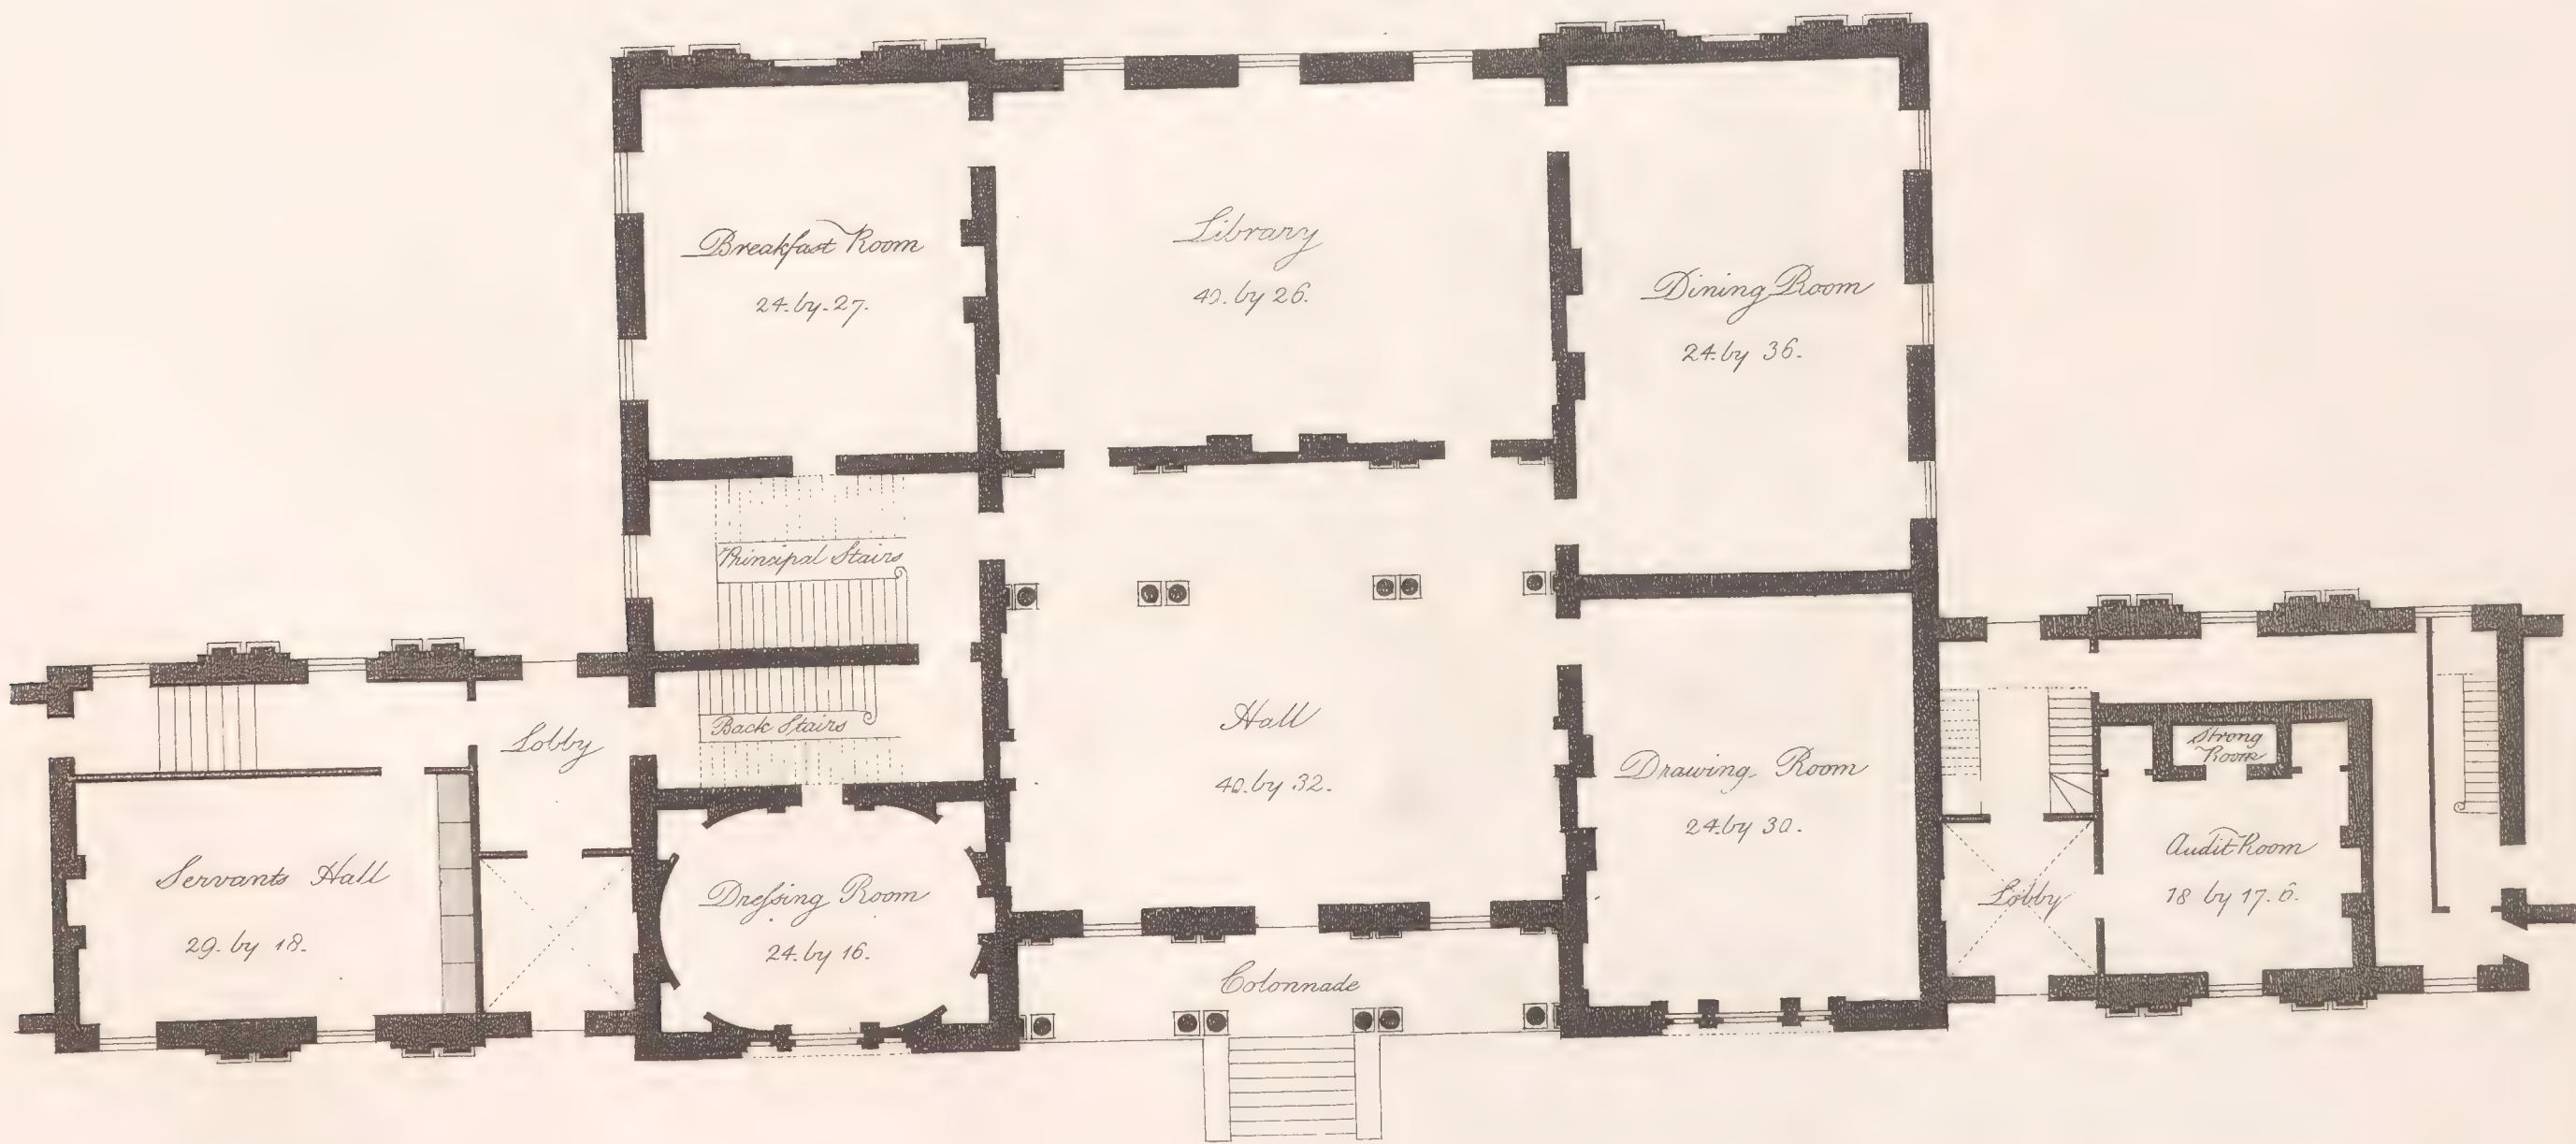 Breakfast Room
24. by. 27.
Library
40. by 26.
Dining Room
24. by 36.
Principal Stairs
Back Stairs
Lobby
Hall
40. by 32.
Drawing Room
24. by 30.
Strong
Room
Audit Room
18 by 17. 6.
Lobby
Servants Hall
29. by 18.
Dreſsing Room
24. by 16.
Colonnade